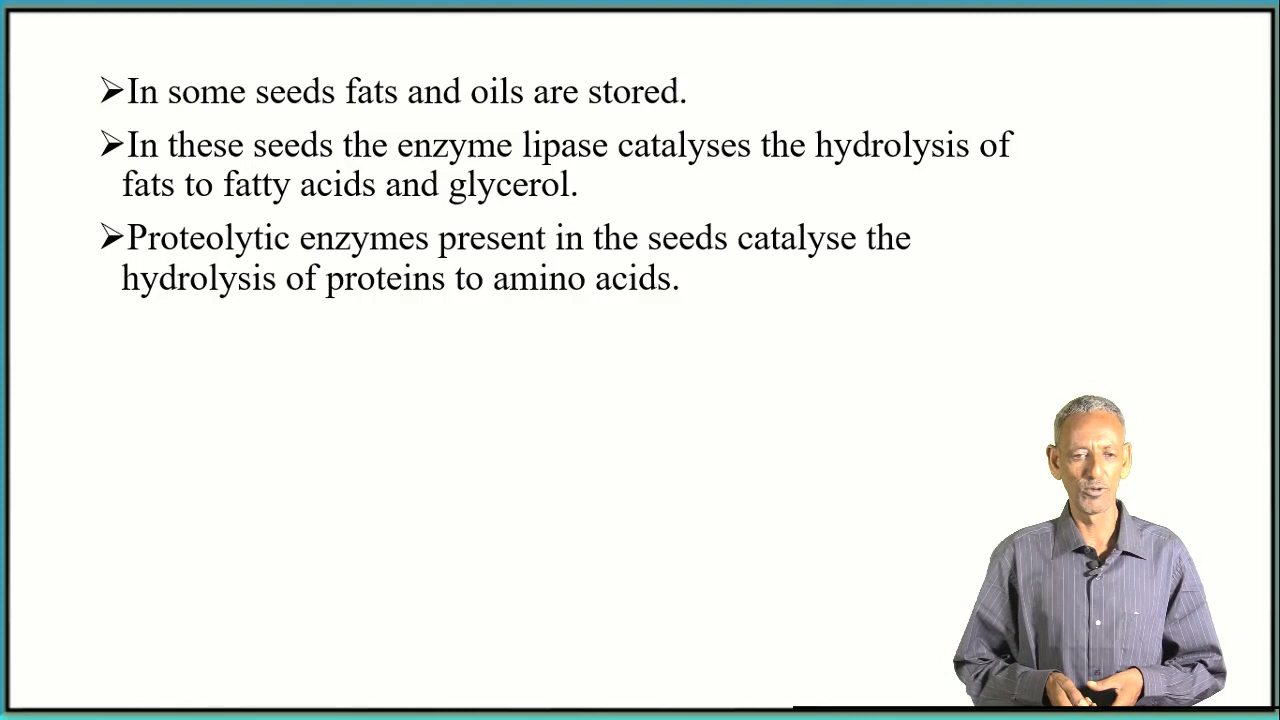 ➢In some seeds fats and oils are stored.
➢In these seeds the enzyme lipase catalyses the hydrolysis of
fats to fatty acids and glycerol.
➢Proteolytic enzymes present in the seeds catalyse the
hydrolysis of proteins to amino acids.